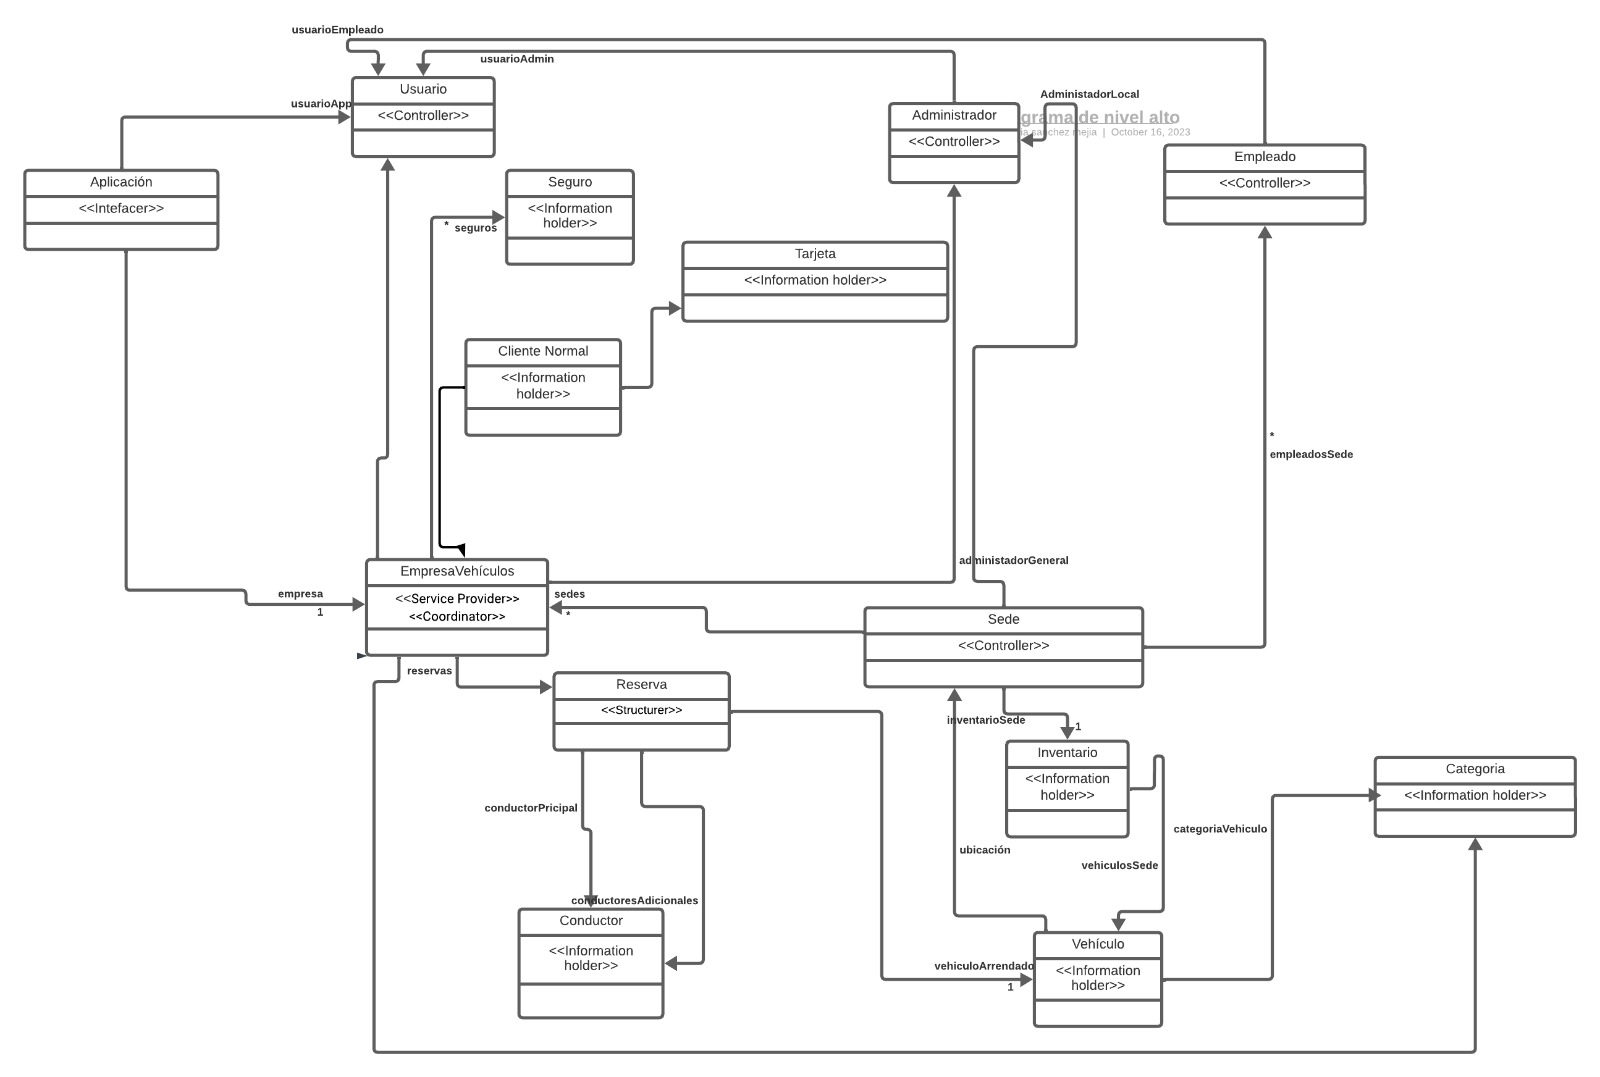 usuarioEmpleado
usuarioAdmin
Usuario
<<Controller>>
usuarioApp
AdministadorLocal
Administrador
<<Controller>>
grama de nivel alto
sanchez mejia | October 16, 2023
Empleado
<<Controller>>
Aplicación
<<Intefacer>>
Seguro
<<Information
holder>>
* seguros
Tarjeta
<<Information holder>>
Cliente Normal
<<Information
holder>>
*
empleadosSede
EmpresaVehículos
<<Service Provider>>
<<Coordinator>>
empresa
1
administadorGeneral
sedes
*
Sede
<<Controller>>
reservas
Reserva
<<Structurer>>
inventarioSede
1
Inventario
<<Information
holder>>
Categoria
<<Information holder>>
conductorPricipal
categoriaVehiculo
ubicación
vehiculosSede
conductoresAdicionales
Conductor
<<Information
holder>>
Vehículo
<<Information
holder>>
vehiculoArrendado
1